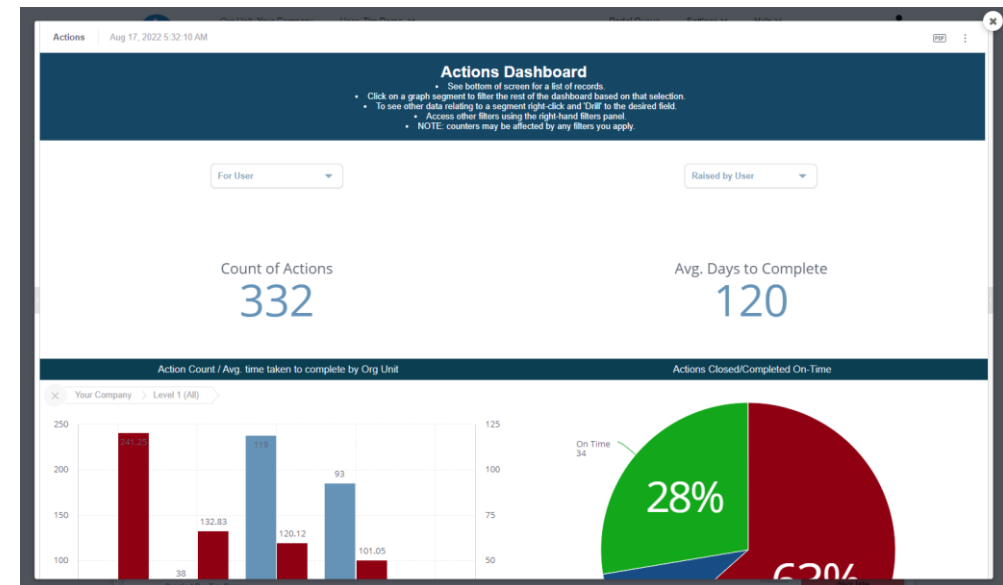 Actions Aug 17, 2022 5:32:10 AM PDF
Actions Dashboard
• See bottom of screen for a list of records.
• Click on a graph segment to filter the rest of the dashboard based on that selection.
• To see other data relating to a segment right-click and 'Drill' to the desired field.
• Access other filters using the right-hand filters panel.
• NOTE: counters may be affected by any filters you apply.
For User
Raised by User
Count of Actions
332
Avg. Days to Complete
120
Action Count / Avg. time taken to complete by Org Unit
Actions Closed/Completed On-Time
Your Company
Level 1 (All)
250
200
150
100
241.25
38
132.83
119
120.12
93
101.05
125
100
75
50
On Time
34
28%
63%